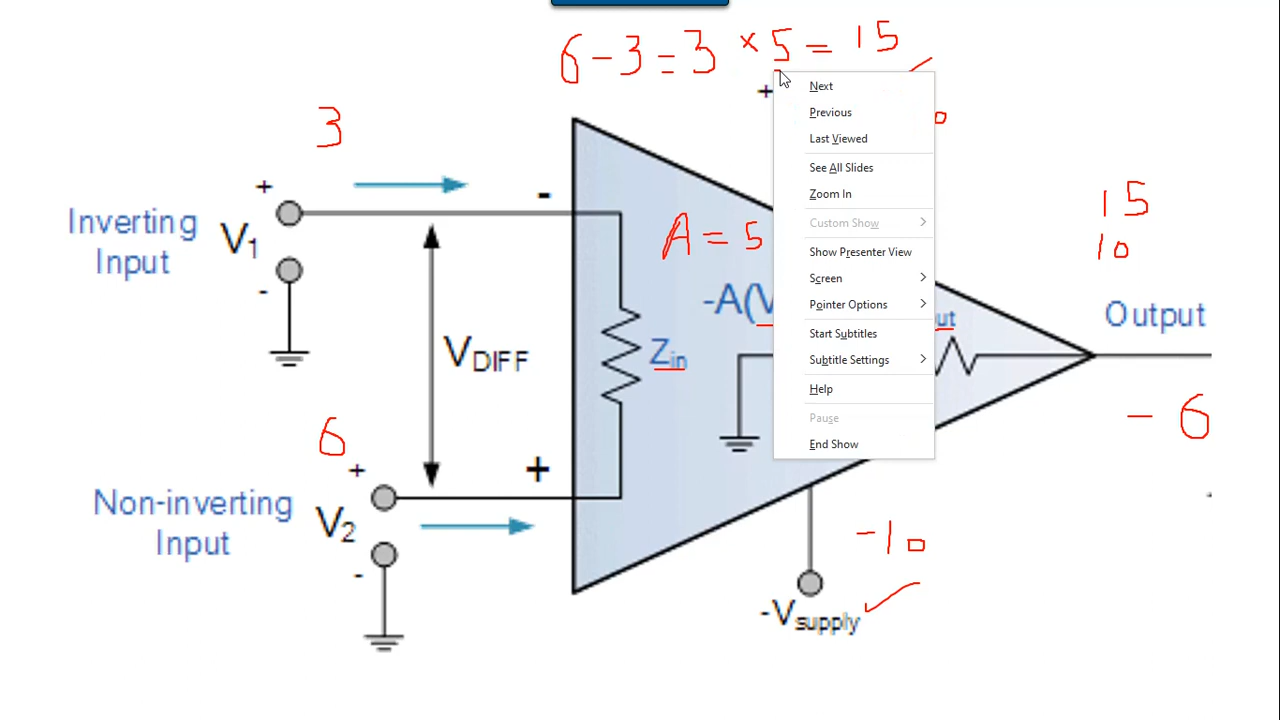 6 - 3 = 3 × 5 = 15
+
3
+
-
Inverting
Input
V1
-
A = 5
15
10
-A(V
out
Output
VDIFF
Zin
- 6
6
+
+
Non-inverting
Input
V2
-
-10
-Vsupply
Next
Previous
Last Viewed
See All Slides
Zoom In
Custom Show
Show Presenter View
Screen
Pointer Options
Start Subtitles
Subtitle Settings
Help
Pause
End Show